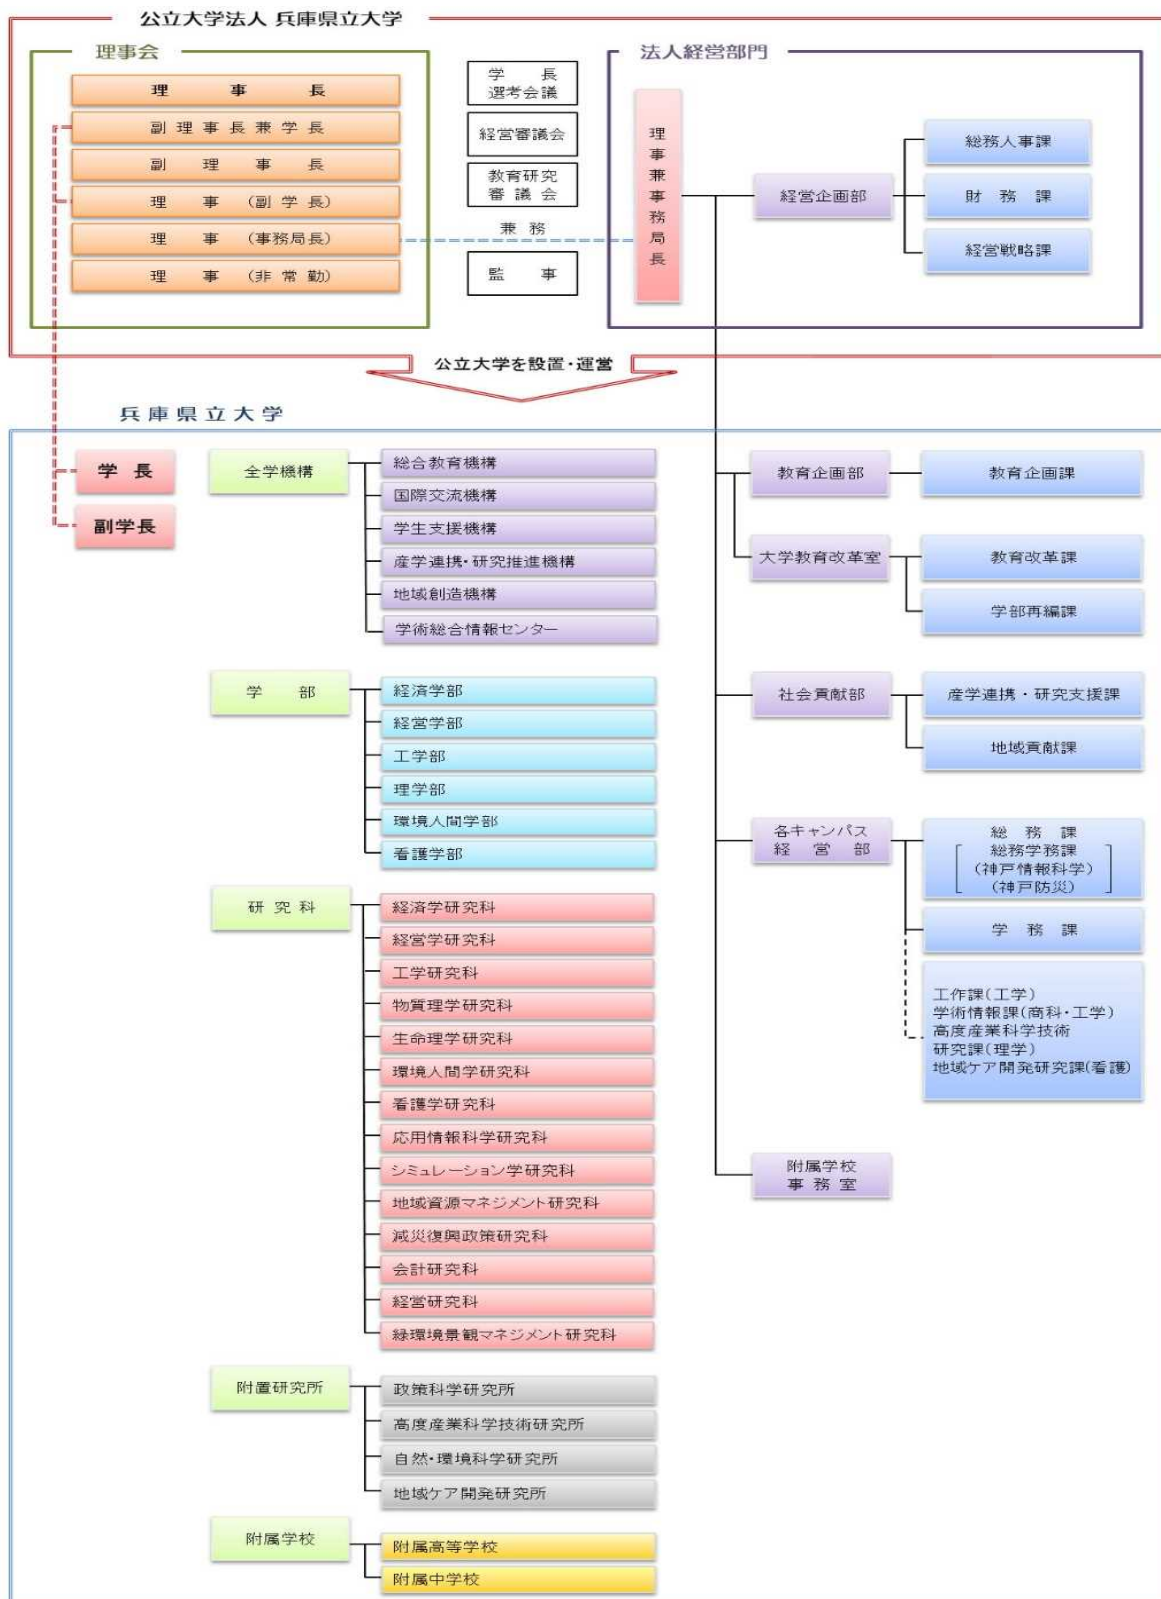 公立大学法人 兵庫県立大学
理事会
理事長
副理事長兼学長
副理事長
理事(副学長)
理事(事務局長)
理事(非常勤)
学長
選考会議
経営審議会
教育研究
審議会
兼務
監事
法人経営部門
理事兼事務局長
経営企画部
総務人事課
財務課
経営戦略課
公立大学を設置・運営
兵庫県立大学
学長
副学長
全学機構
総合教育機構
国際交流機構
学生支援機構
産学連携・研究推進機構
地域創造機構
学術総合情報センター
学部
経済学部
経営学部
工学部
理学部
環境人間学部
看護学部
研究科
経済学研究科
経営学研究科
工学研究科
物質理学研究科
生命理学研究科
環境人間学研究科
看護学研究科
応用情報科学研究科
シミュレーション学研究科
地域資源マネジメント研究科
減災復興政策研究科
会計研究科
経営研究科
緑環境景観マネジメント研究科
附置研究所
政策科学研究所
高度産業科学技術研究所
自然・環境科学研究所
地域ケア開発研究所
附属学校
附属高等学校
附属中学校
教育企画部
教育企画課
大学教育改革室
教育改革課
学部再編課
社会貢献部
産学連携・研究支援課
地域貢献課
各キャンパス
経営部
総務課
総務学務課
(神戸情報科学)
(神戸防災)
学務課
工作課(工学)
学術情報課(商科・工学)
高度産業科学技術
研究課(理学)
地域ケア開発研究課(看護)
附属学校
事務室